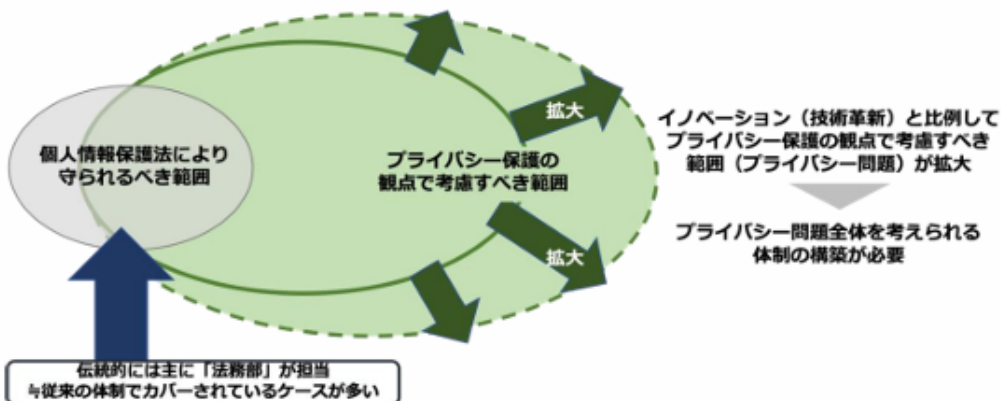 個人情報保護法により
守られるべき範囲
プライバシー保護の
観点で考慮すべき範囲
拡大
拡大
イノベーション（技術革新）と比例して
プライバシー保護の観点で考慮すべき
範囲（プライバシー問題）が拡大
プライバシー問題全体を考えられる
体制の構築が必要
伝統的には主に「法務部」が担当
≒従来の体制でカバーされているケースが多い